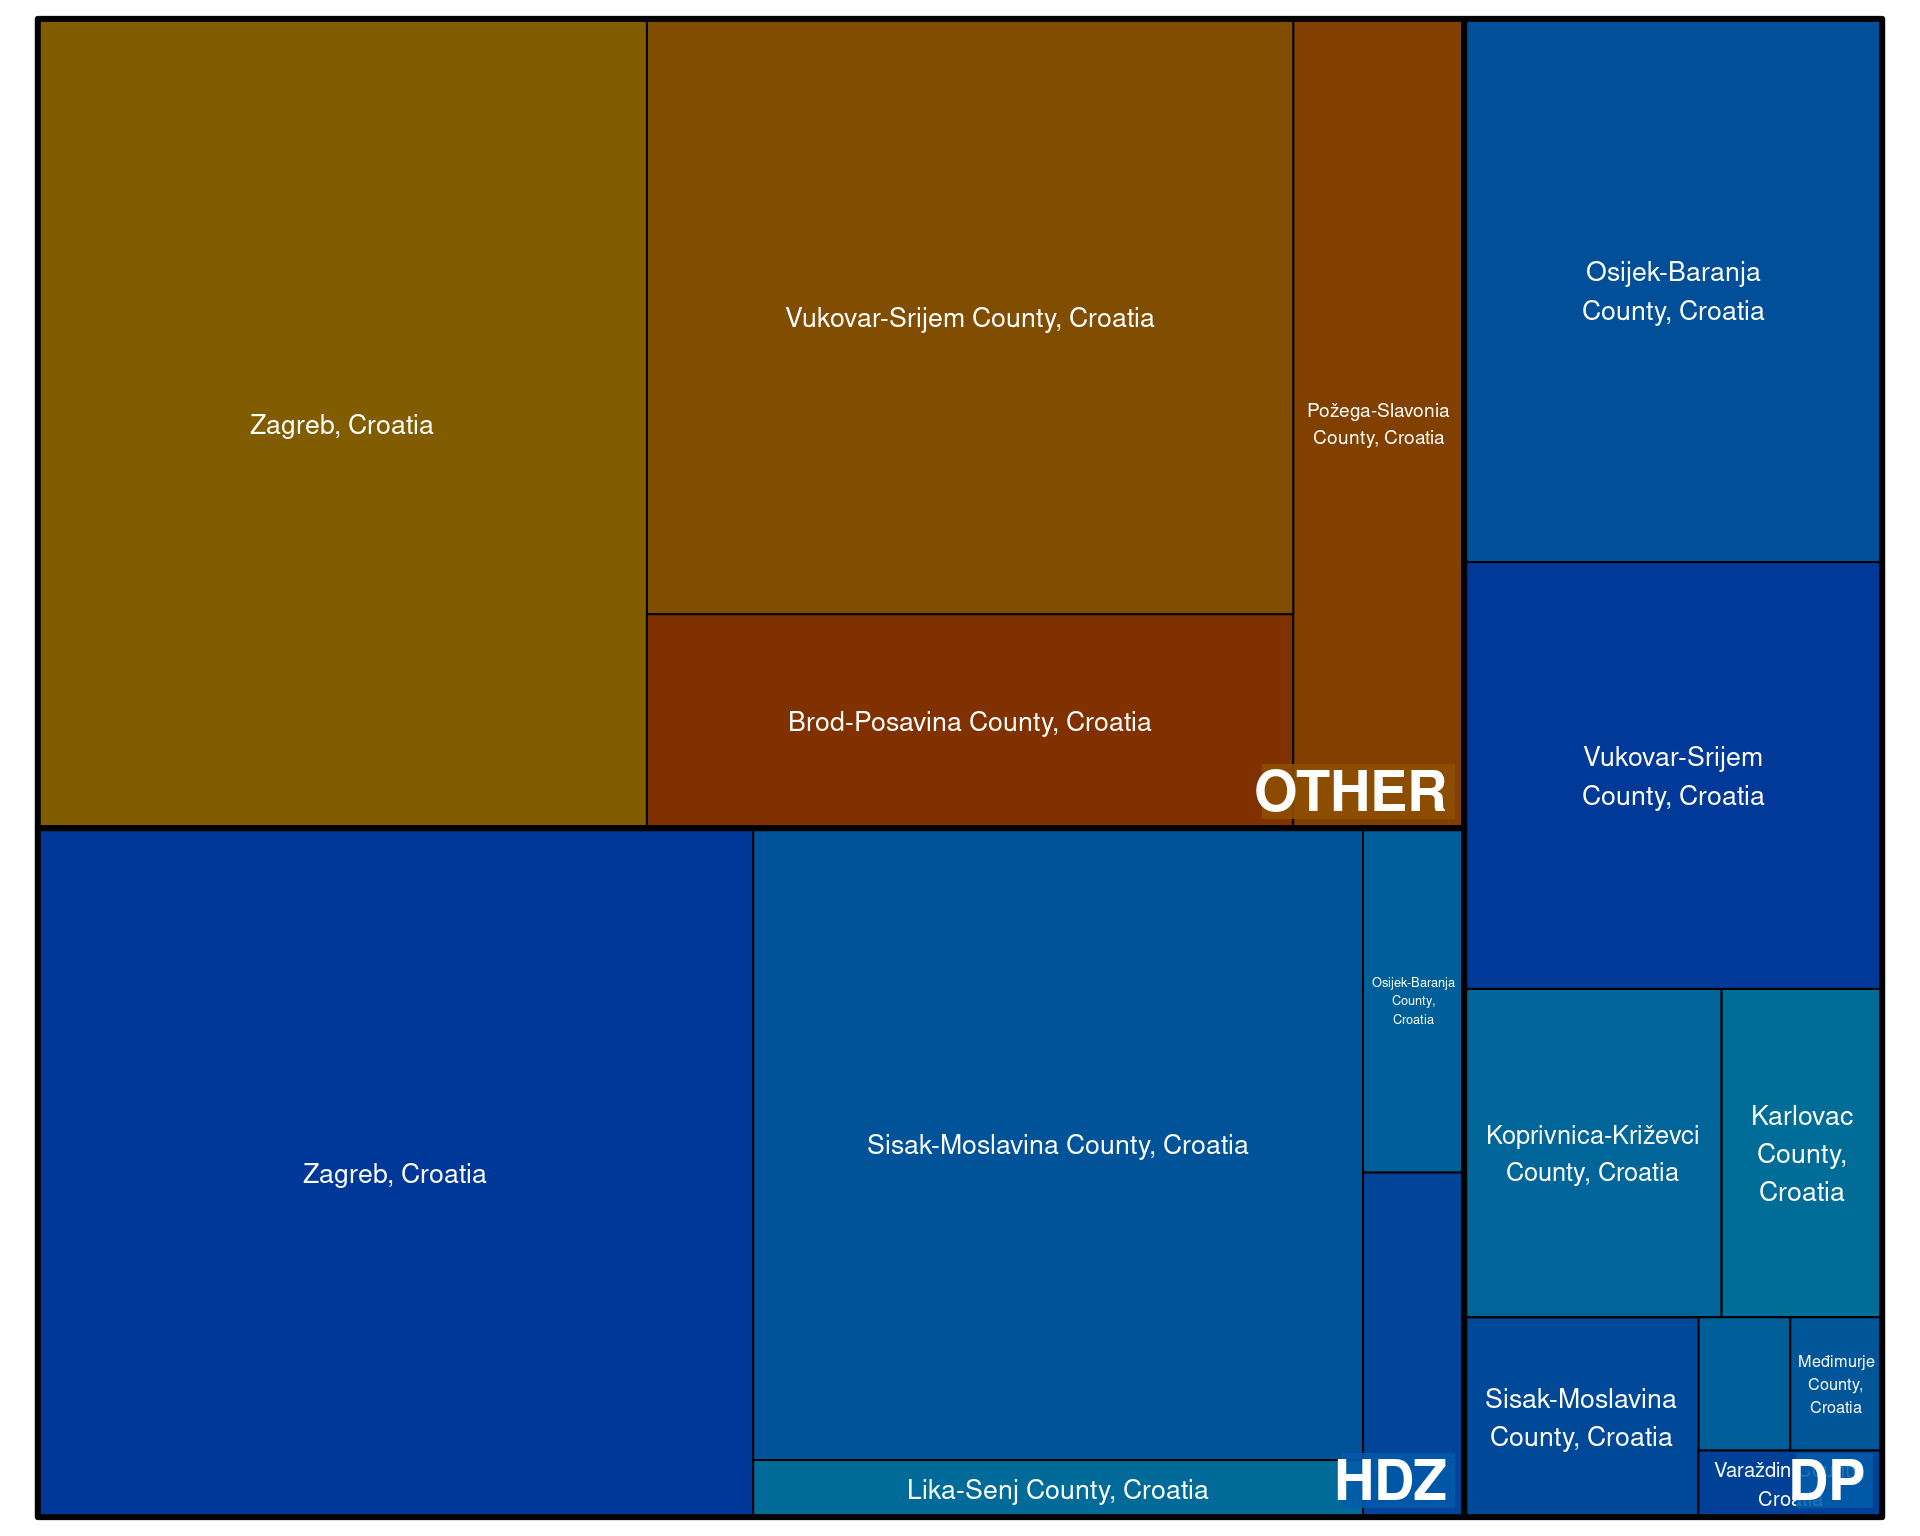 Zagreb, Croatia
Vukovar-Srijem County, Croatia
Brod-Posavina County, Croatia
Požega-Slavonia
County, Croatia
OTHER
Zagreb, Croatia
Sisak-Moslavina County, Croatia
Lika-Senj County, Croatia
Osijek-Baranja
County,
Croatia
HDZ
Osijek-Baranja
County, Croatia
Vukovar-Srijem
County, Croatia
Koprivnica-Križevci
County, Croatia
Karlovac
County,
Croatia
Sisak-Moslavina
County, Croatia
Međimurje
County,
Croatia
Varaždin
Croatia
DP